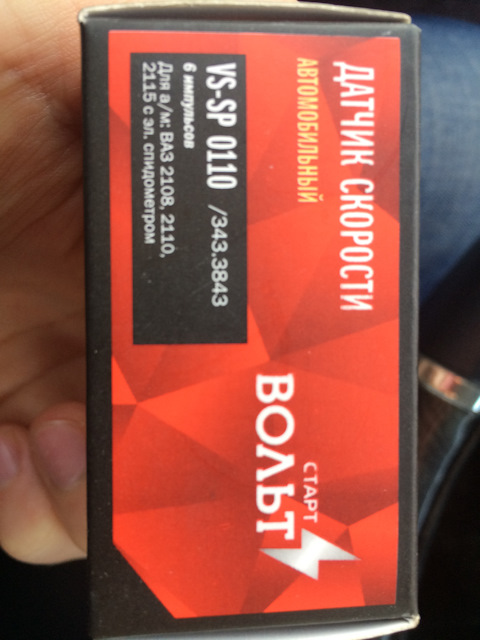 ДАТЧИК СКОРОСТИ
АВТОМОБИЛЬНЫЙ
VS-SP 0110 /343.3843
6 импульсов
Для а/м: ВАЗ 2108, 2110,
2115 с эл. спидометром
СТАРТ
ВОЛЬТ